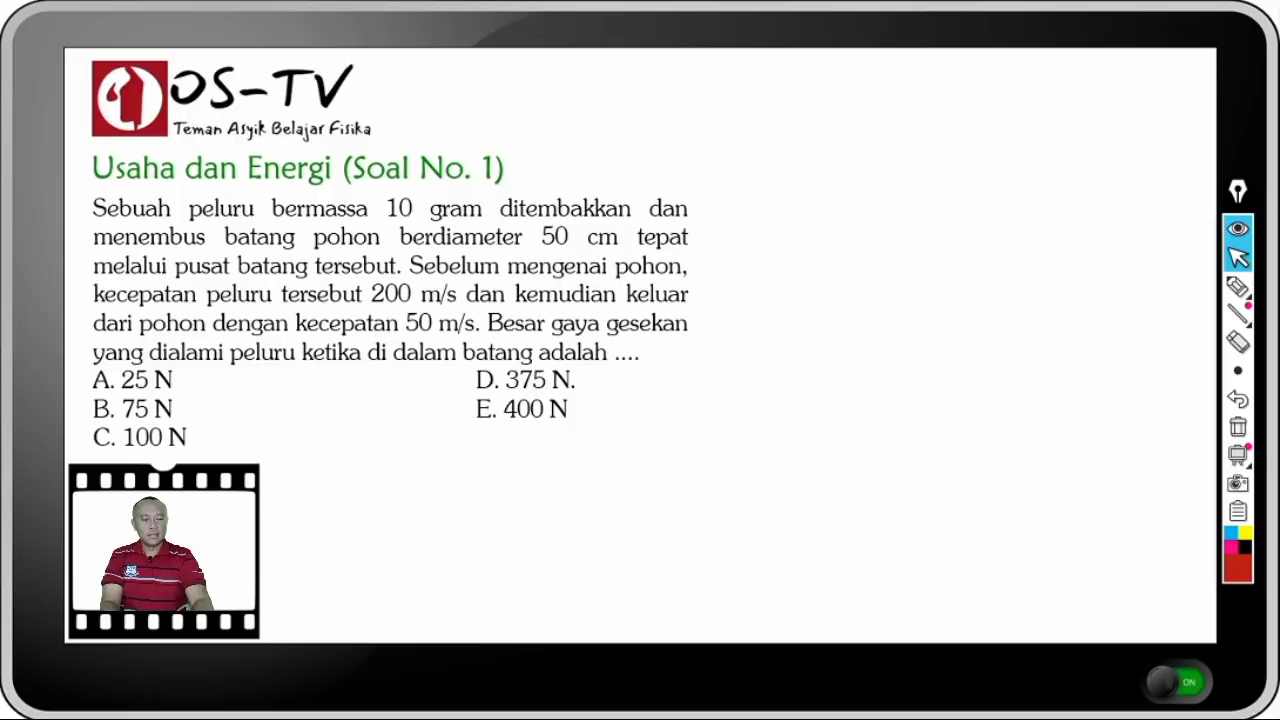 OS-TV
Teman Asyik Belajar Fisika
Usaha dan Energi (Soal No. 1)
Sebuah peluru bermassa 10 gram ditembakkan dan
menembus batang pohon berdiameter 50 cm tepat
melalui pusat batang tersebut. Sebelum mengenai pohon,
kecepatan peluru tersebut 200 m/s dan kemudian keluar
dari pohon dengan kecepatan 50 m/s. Besar gaya gesekan
yang dialami peluru ketika di dalam batang adalah ....
A. 25 N
B. 75 N
C. 100 N
D. 375 N.
E. 400 N
ON